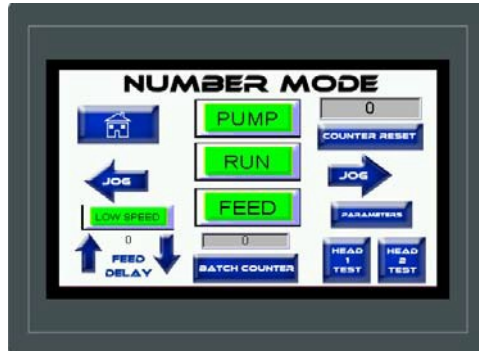 NUMBER MODE
PUMP
0
COUNTER RESET
JOG
RUN
JOG
LOW SPEED
FEED
PARAMETERS
0
FEED
DELAY
0
BATCH COUNTER
HEAD
1
TEST
HEAD
2
TEST